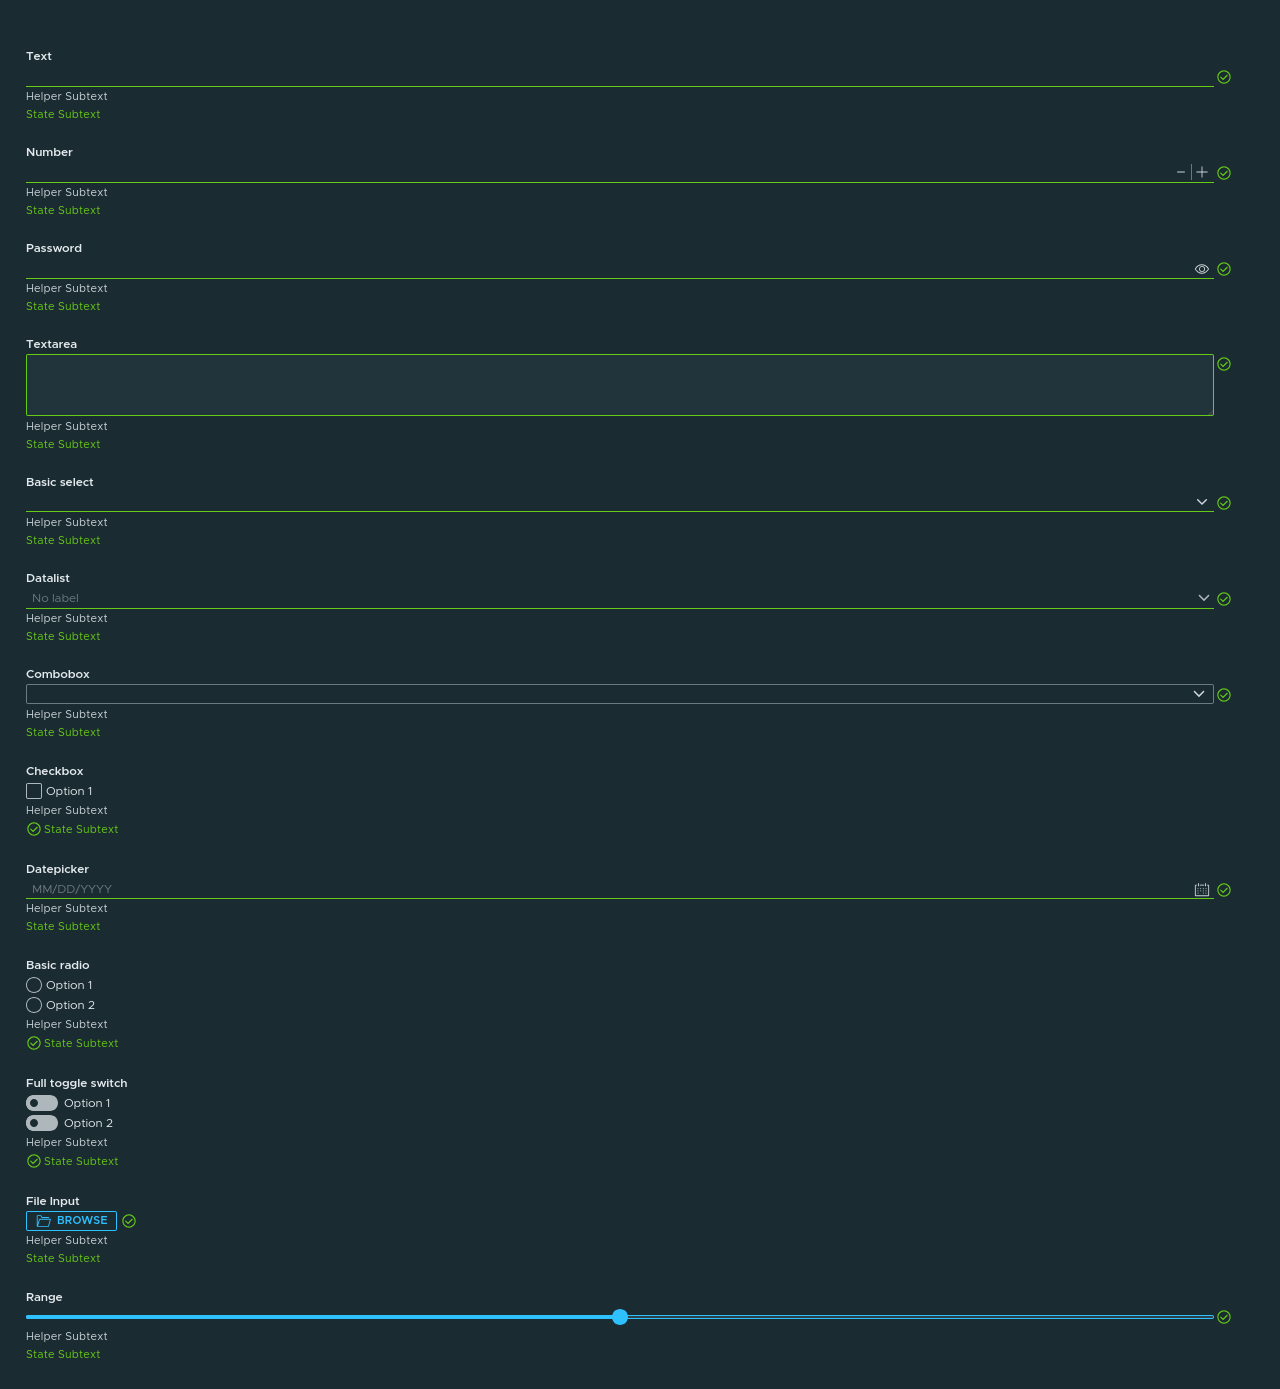 Text
Helper Subtext
State Subtext
Number
Helper Subtext
State Subtext
Password
Helper Subtext
State Subtext
Textarea
Helper Subtext
State Subtext
Basic select
Helper Subtext
State Subtext
Datalist
No label
Helper Subtext
State Subtext
Combobox
Helper Subtext
State Subtext
Checkbox
Option 1
Helper Subtext
State Subtext
Datepicker
MM/DD/YYYY
Helper Subtext
State Subtext
Basic radio
Option 1
Option 2
Helper Subtext
State Subtext
Full toggle switch
Option 1
Option 2
Helper Subtext
State Subtext
File Input
BROWSE
Helper Subtext
State Subtext
Range
Helper Subtext
State Subtext